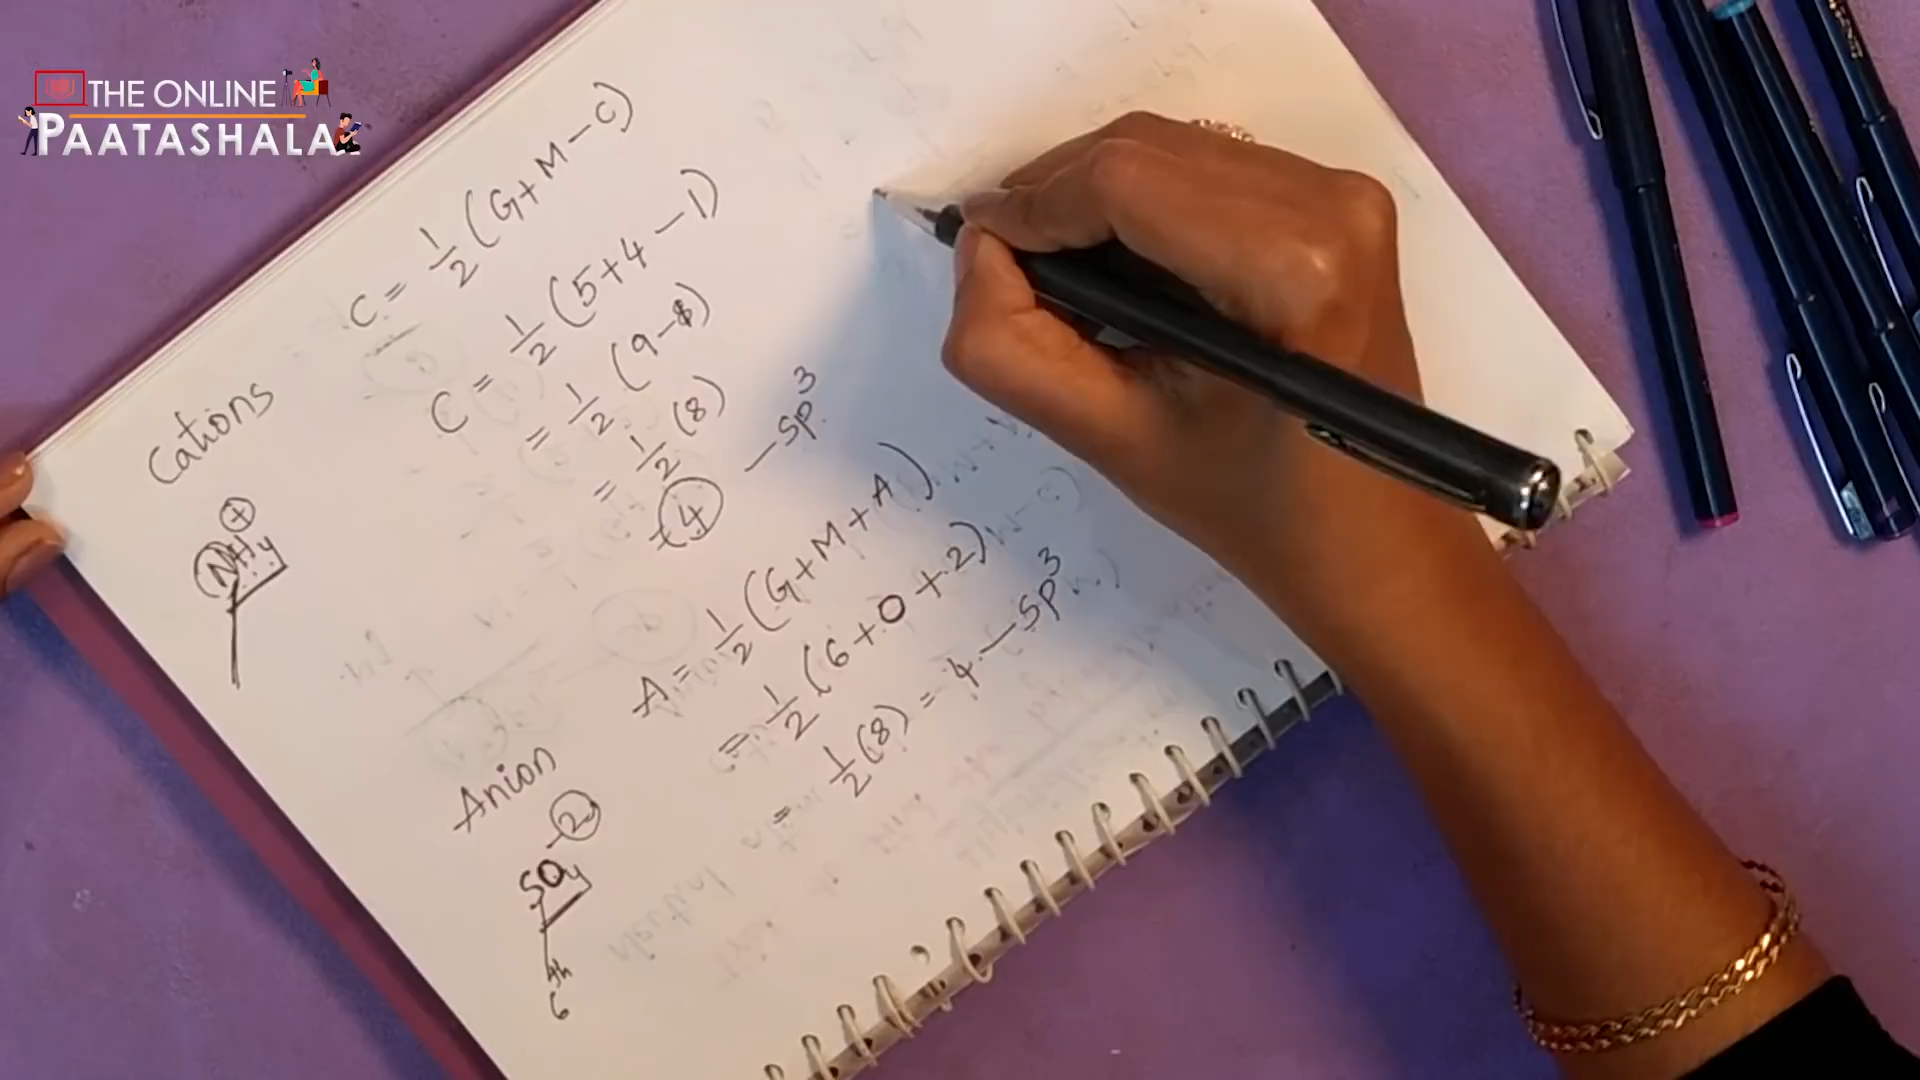 THE ONLINE
PAATASHALA
Cations
C = 1/2 (G + M - C)
NH4 +
C = 1/2 (5 + 4 - 1)
= 1/2 (9 - 1)
= 1/2 (8)
= 4 - SP3
Anion
A = 1/2 (G + M + A)
SO4 -2
6th
= 1/2 (6 + 0 + 2)
= 1/2 (8) = 4 - SP3